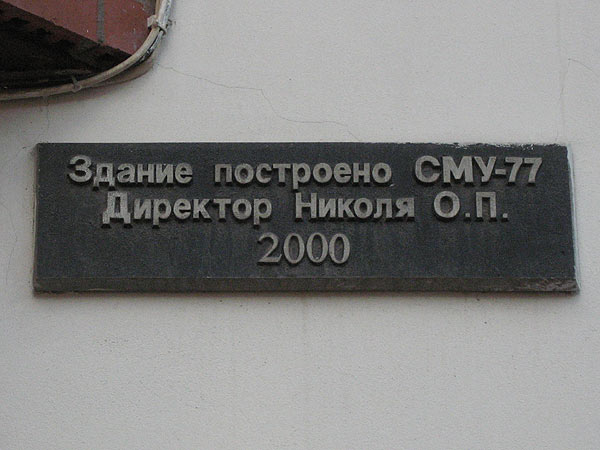 Здание построено СМУ-77
Директор Николя О.П.
2000